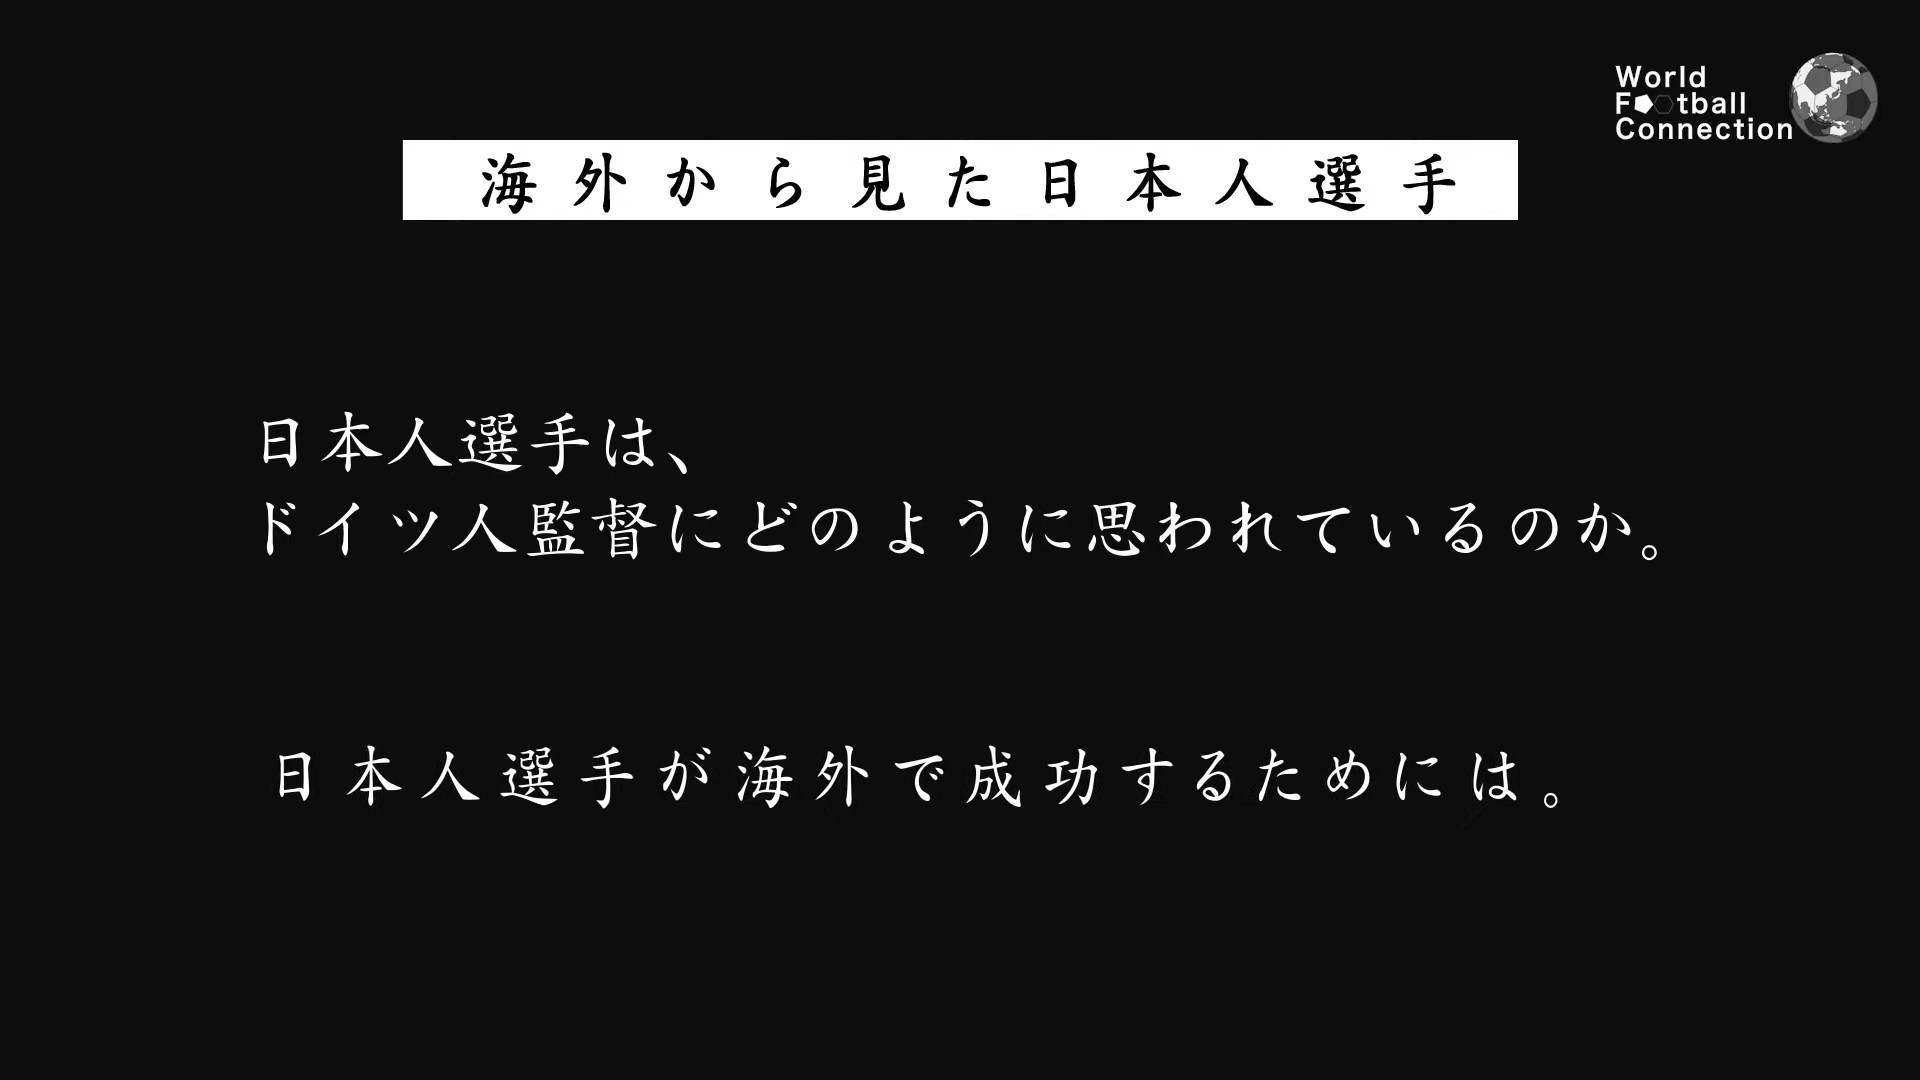 World
Football
Connection
海外から見た日本人選手
日本人選手は、
ドイツ人監督にどのように思われているのか。
日本人選手が海外で成功するためには。